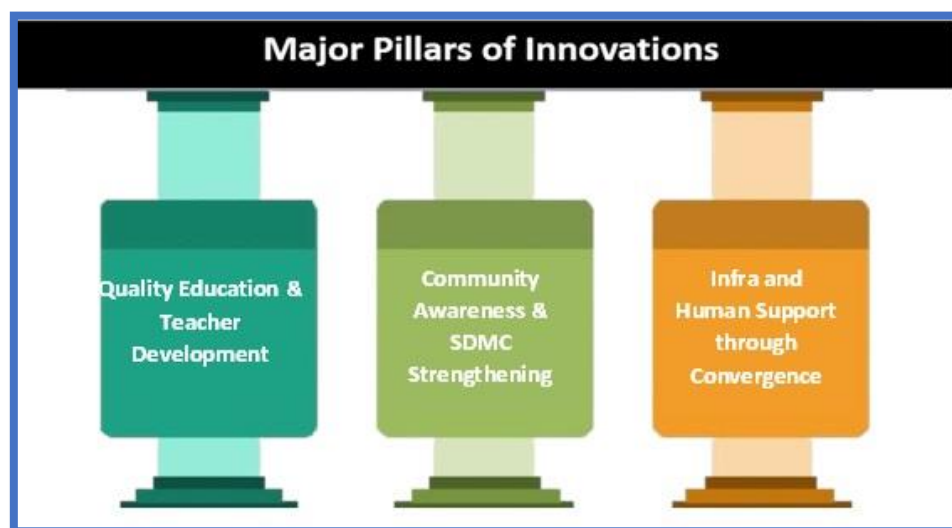 Major Pillars of Innovations
Quality Education &
Teacher
Development
Community
Awareness &
SDMC
Strengthening
Infra and
Human Support
through
Convergence